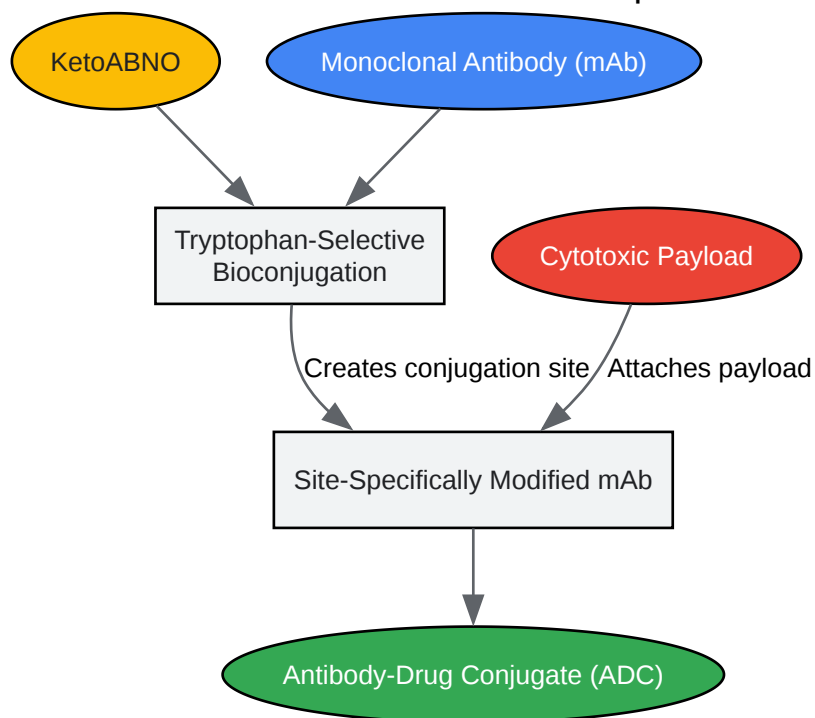 KetoABNO
Monoclonal Antibody (mAb)
Tryptophan-Selective
Bioconjugation
Cytotoxic Payload
Creates conjugation site
Attaches payload
Site-Specifically Modified mAb
Antibody-Drug Conjugate (ADC)